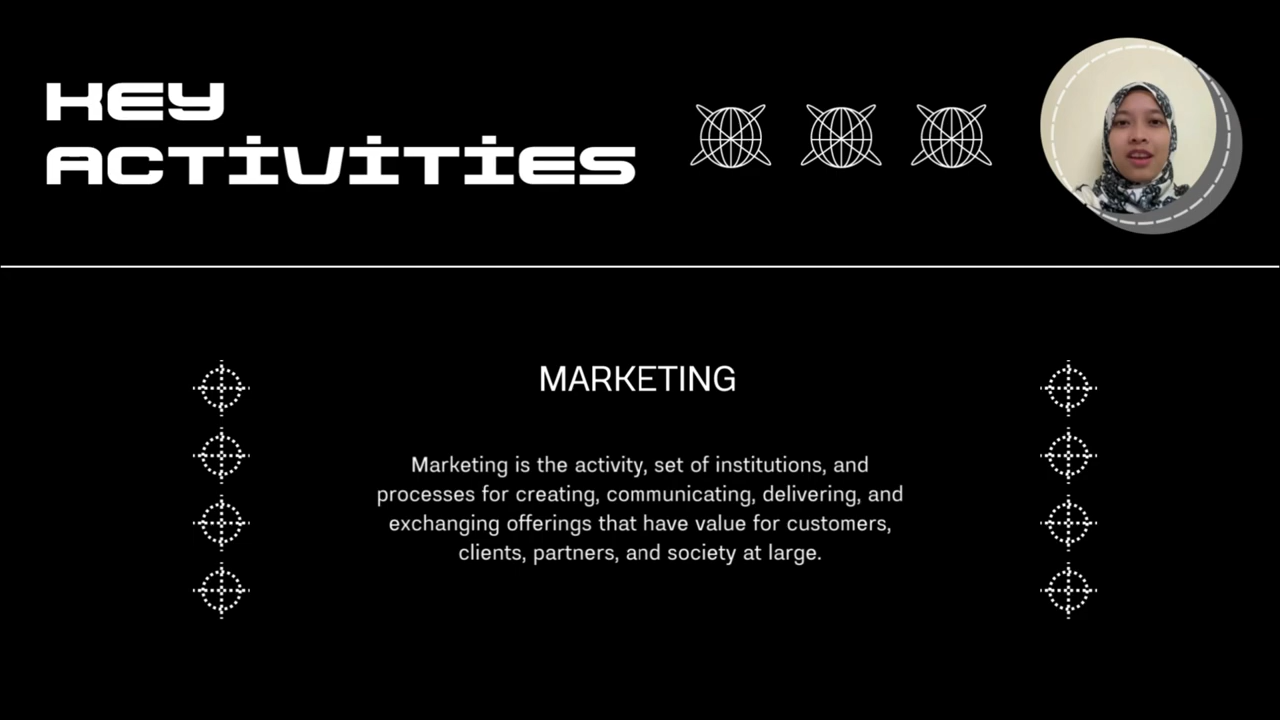 KEY
ACTIVITIES
MARKETING
Marketing is the activity, set of institutions, and
processes for creating, communicating, delivering, and
exchanging offerings that have value for customers,
clients, partners, and society at large.